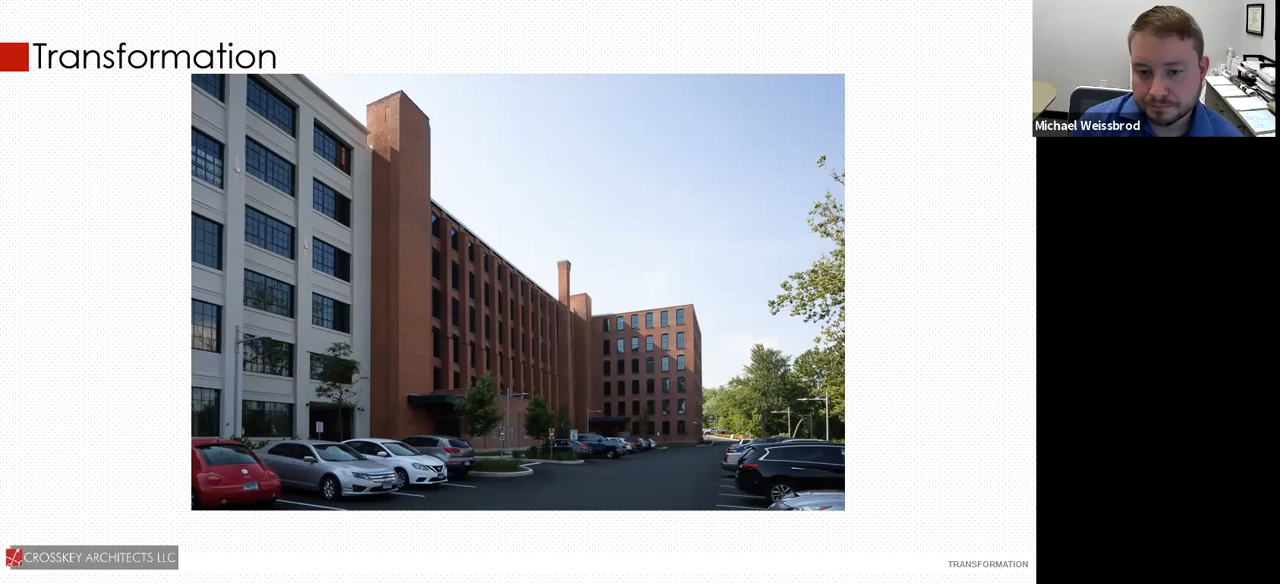 Transformation
Michael Weissbrod
CROSSKEY ARCHITECTS LLC
TRANSFORMATION